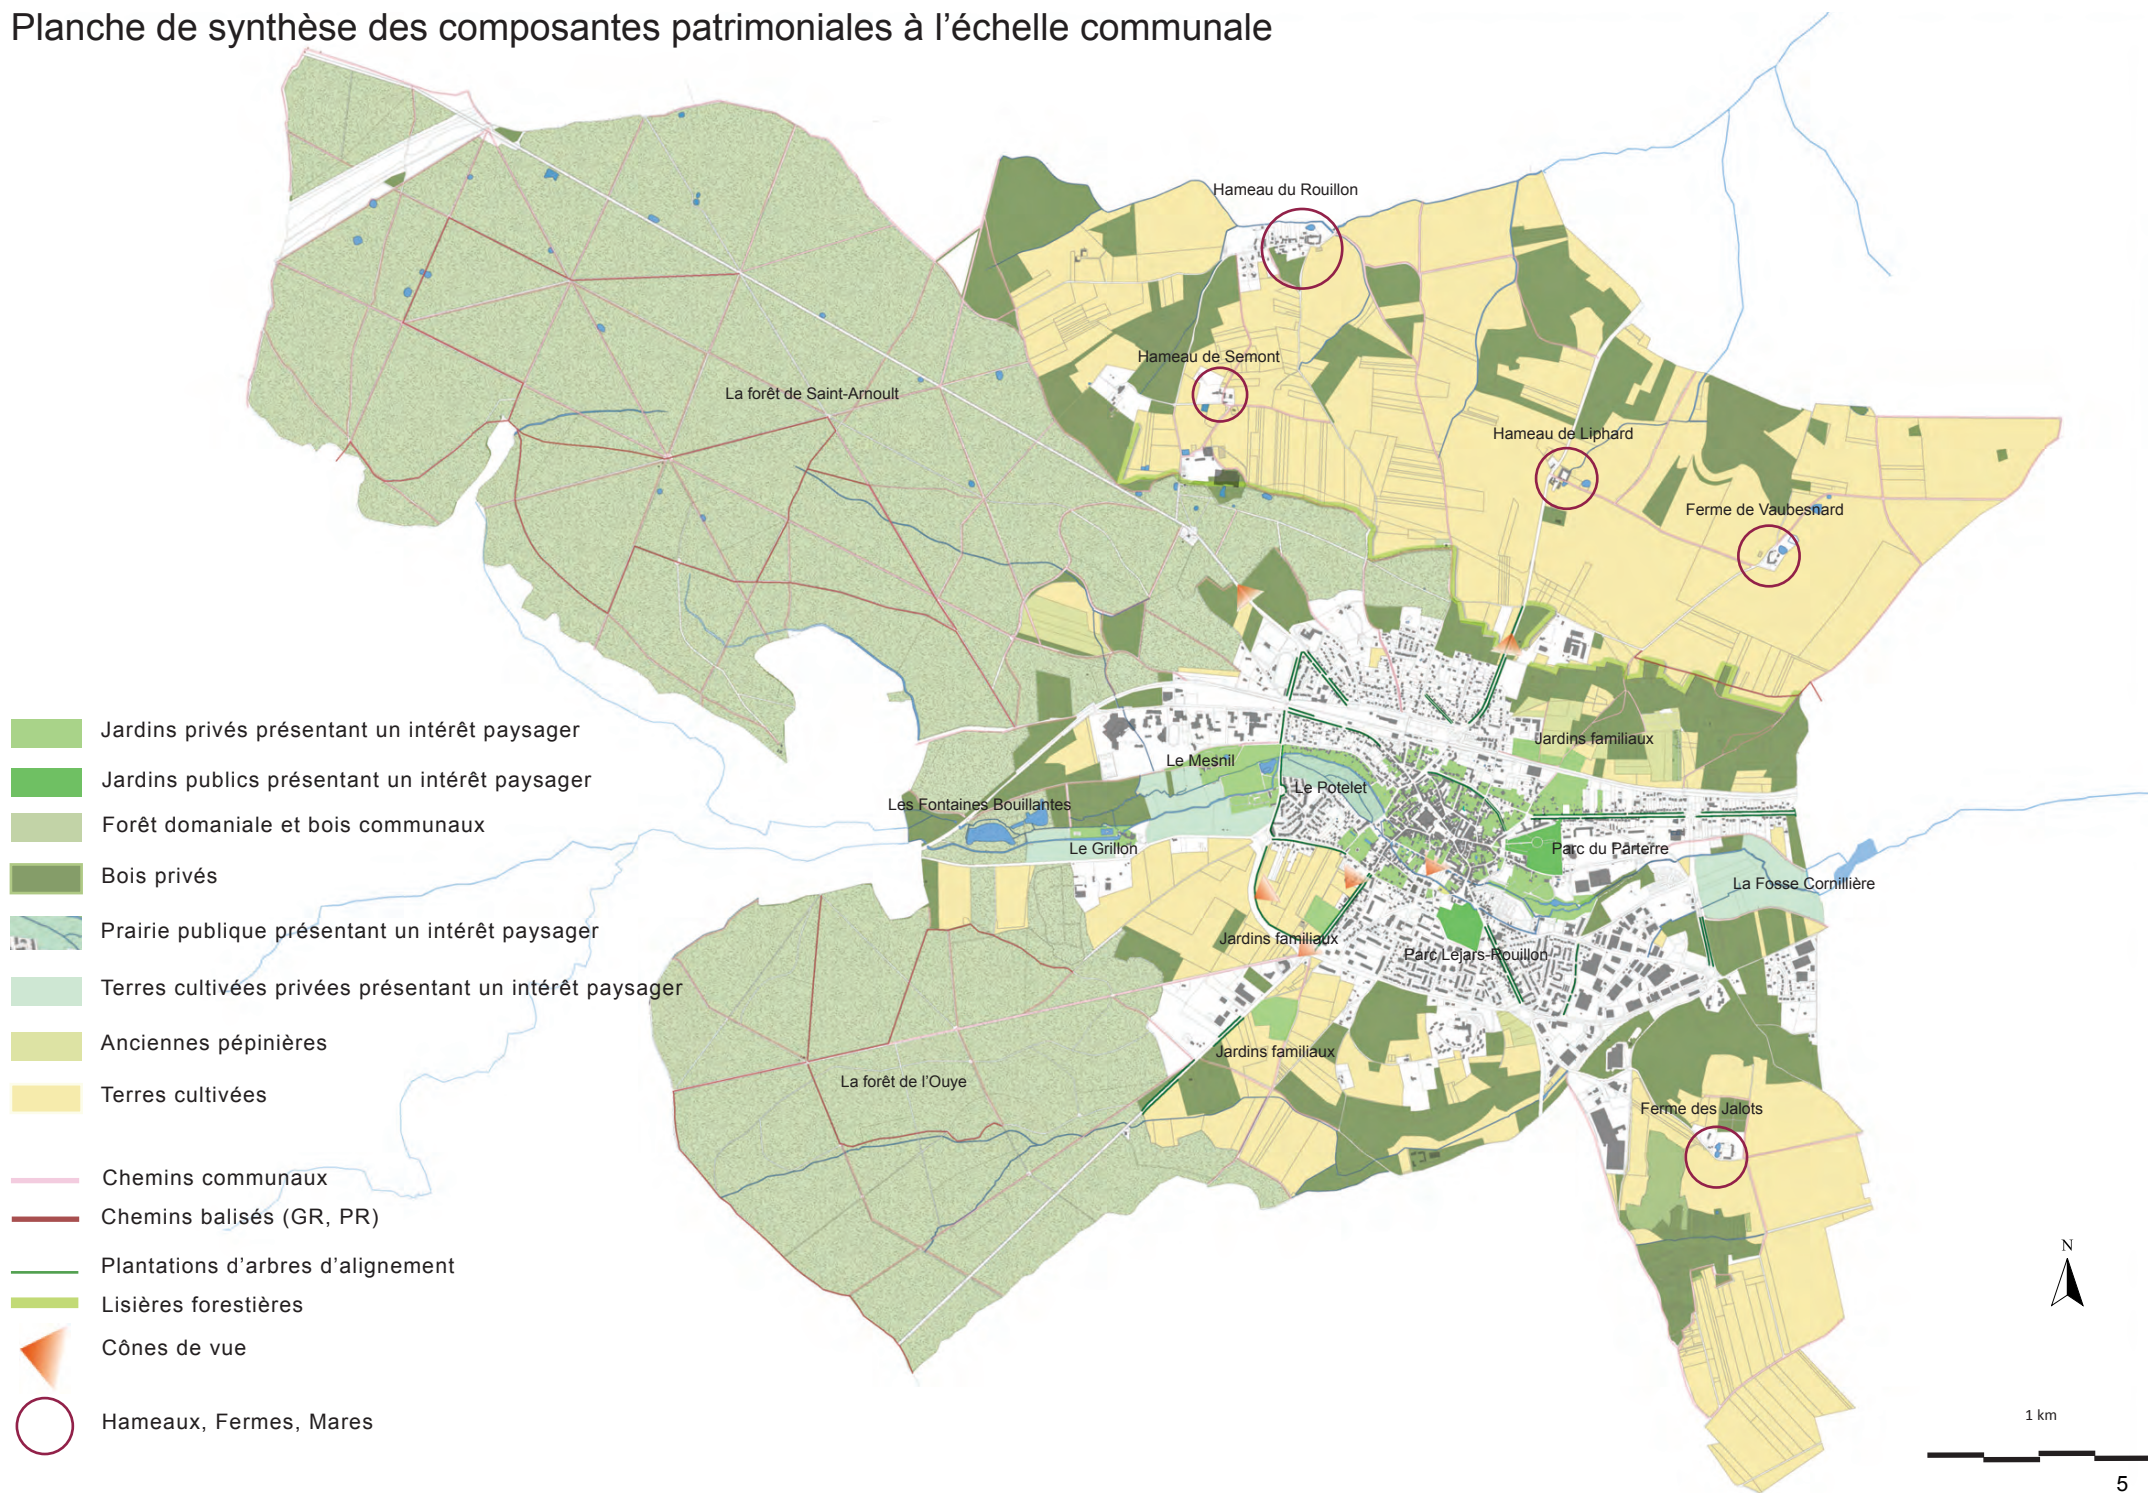 Planche de synthèse des composantes patrimoniales à l’échelle communale
Hameau du Rouillon
Hameau de Semont
La forêt de Saint-Arnoult
Hameau de Liphard
Ferme de Vaubesnard
Jardins familiaux
Le Mesnil
Le Potelet
Les Fontaines Bouillantes
Le Grillon
Parc du Parterre
La Fosse Cornillière
Jardins familiaux
Parc Lejars-Rouillon
Jardins familiaux
La forêt de l’Ouye
Ferme des Jalots
Jardins privés présentant un intérêt paysager
Jardins publics présentant un intérêt paysager
Forêt domaniale et bois communaux
Bois privés
Prairie publique présentant un intérêt paysager
Terres cultivées privées présentant un intérêt paysager
Anciennes pépinières
Terres cultivées
Chemins communaux
Chemins balisés (GR, PR)
Plantations d’arbres d’alignement
Lisières forestières
Cônes de vue
Hameaux, Fermes, Mares
N
1 km
5